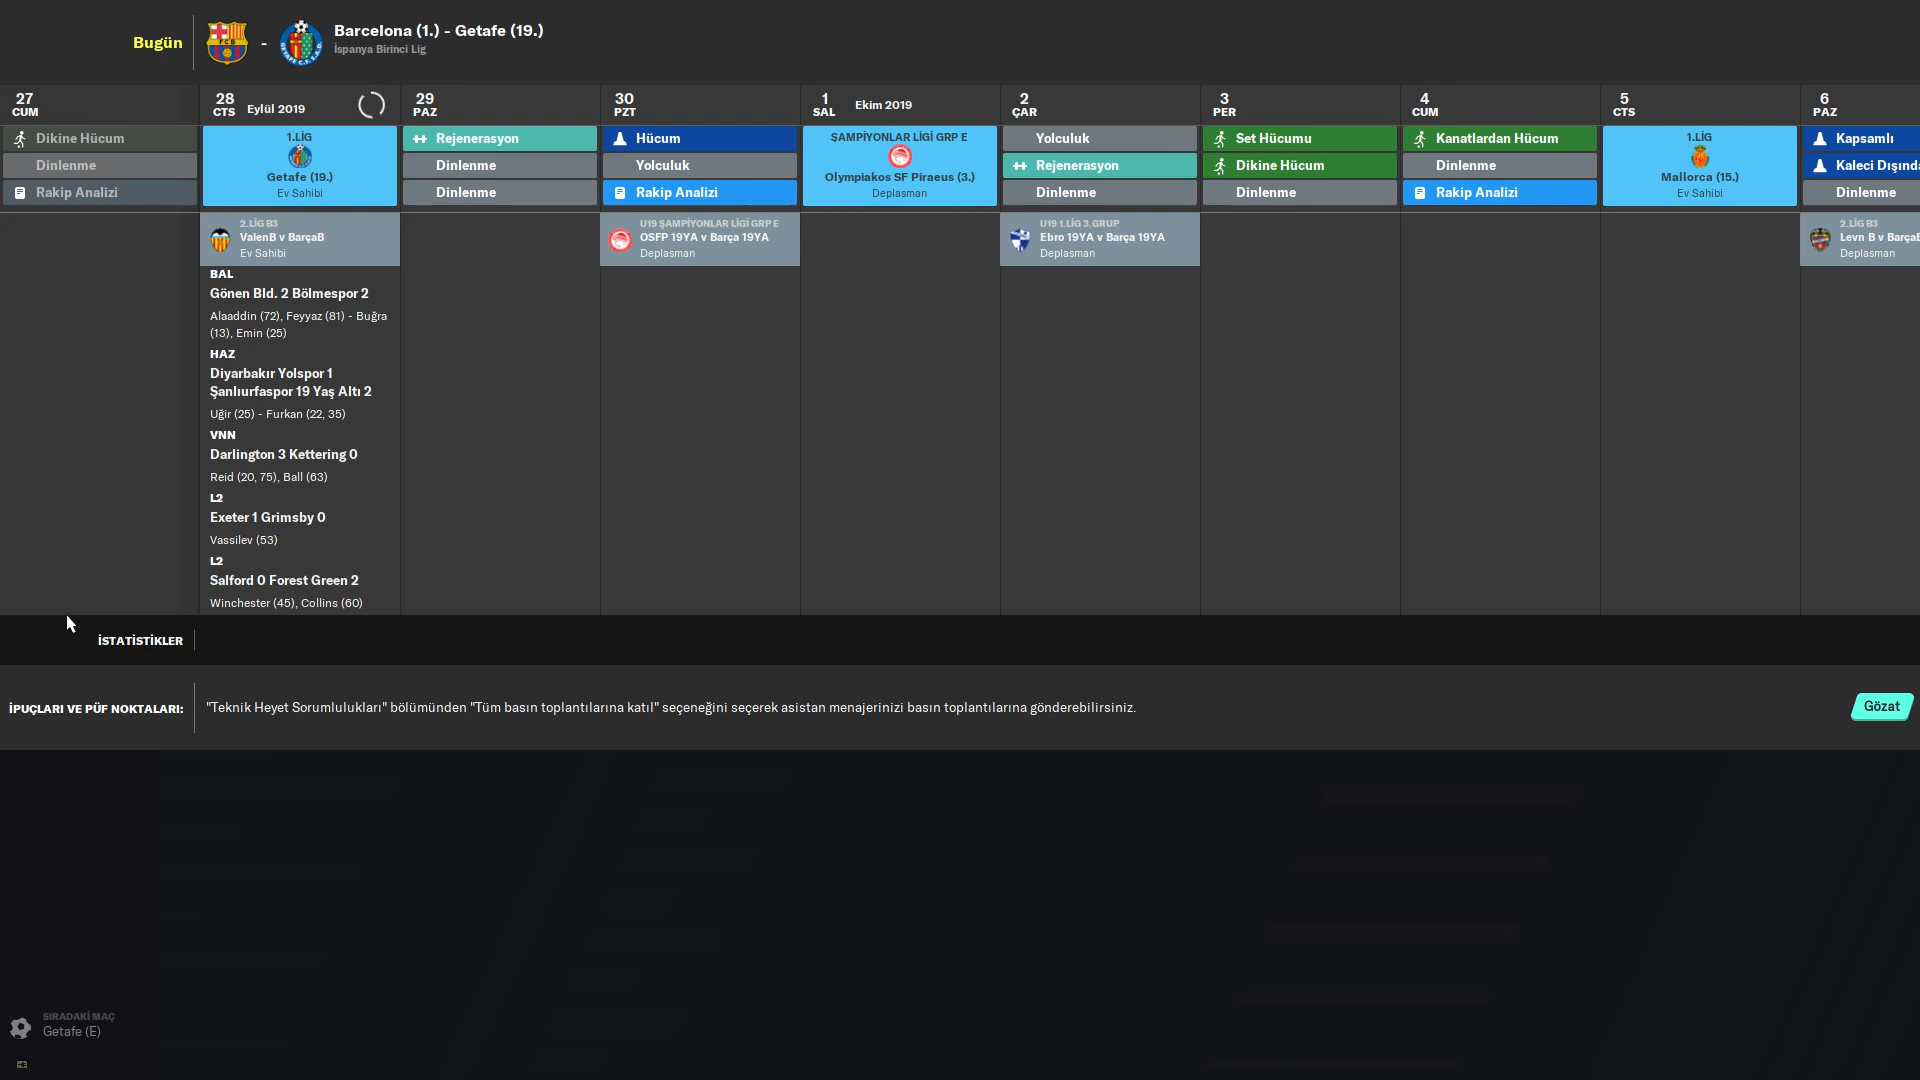 Bugün
-
Barcelona (1.) - Getafe (19.)
İspanya Birinci Lig
27
CUM
28
CTS
Eylül 2019
29
PAZ
30
PZT
1
SAL
Ekim 2019
2
ÇAR
3
PER
4
CUM
5
CTS
6
PAZ
Dikine Hücum
Dinlenme
Rakip Analizi
1.LİG
Getafe (19.)
Ev Sahibi
Rejenerasyon
Dinlenme
Dinlenme
Hücum
Yolculuk
Rakip Analizi
ŞAMPİYONLAR LİGİ GRP E
Olympiakos SF Piraeus (3.)
Deplasman
Yolculuk
Rejenerasyon
Dinlenme
Set Hücumu
Dikine Hücum
Dinlenme
Kanatlardan Hücum
Dinlenme
Rakip Analizi
1.LİG
Mallorca (15.)
Ev Sahibi
Kapsamlı
Kaleci Dışında
Dinlenme
2.LİG B3
ValenB v BarçaB
Ev Sahibi
U19 ŞAMPİYONLAR LİGİ GRP E
OSFP 19YA v Barça 19YA
Deplasman
U19 1.LİG 3.GRUP
Ebro 19YA v Barça 19YA
Deplasman
2.LİG B3
Levn B v BarçaB
Deplasman
BAL
Gönen Bld. 2 Bölmespor 2
Alaaddin (72), Feyyaz (81) - Buğra
(13), Emin (25)
HAZ
Diyarbakır Yolspor 1
Şanlıurfaspor 19 Yaş Altı 2
Uğir (25) - Furkan (22, 35)
VNN
Darlington 3 Kettering 0
Reid (20, 75), Ball (63)
L2
Exeter 1 Grimsby 0
Vassilev (53)
L2
Salford 0 Forest Green 2
Winchester (45), Collins (60)
İSTATİSTİKLER
İPUÇLARI VE PÜF NOKTALARI:
"Teknik Heyet Sorumlulukları" bölümünden "Tüm basın toplantılarına katıl" seçeneğini seçerek asistan menajerinizi basın toplantılarına gönderebilirsiniz.
Gözat
SIRADAKİ MAÇ
Getafe (E)